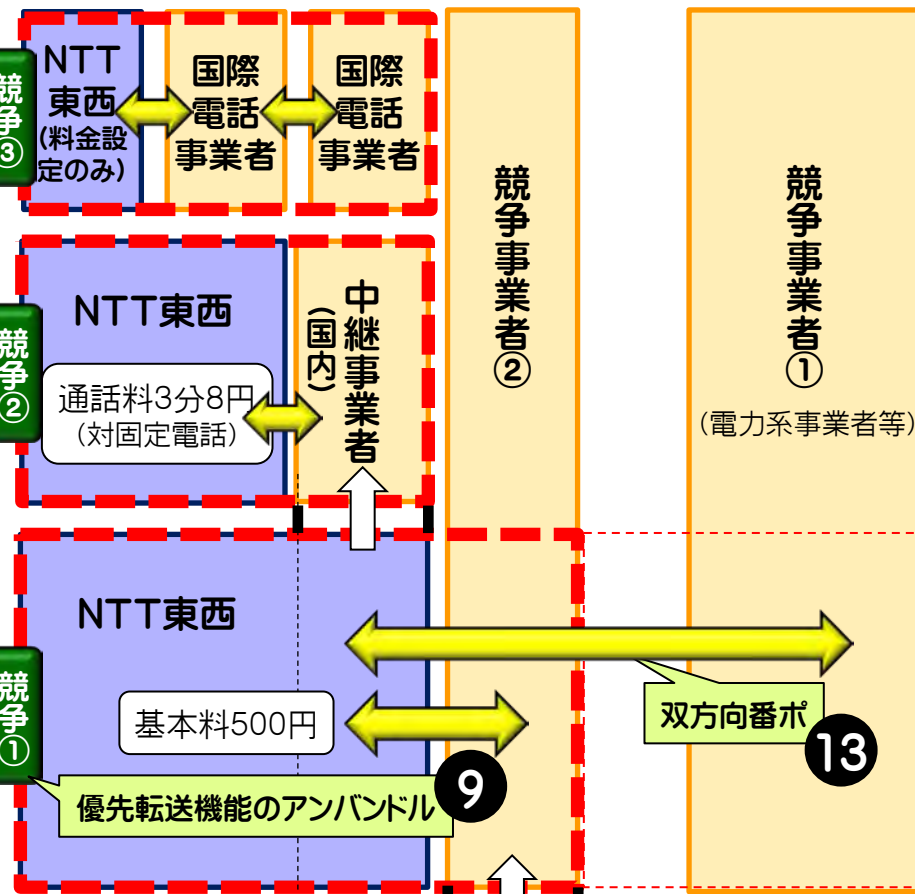 競争③
NTT
東西
(料金設
定のみ)
国際
電話
事業者
国際
電話
事業者
競争②
NTT東西
通話料3分8円
(対固定電話)
中継事業者
(国内)
競争事業者②
競争事業者①
(電力系事業者等)
競争①
NTT東西
基本料500円
双方向番ポ
13
優先転送機能のアンバンドル
9